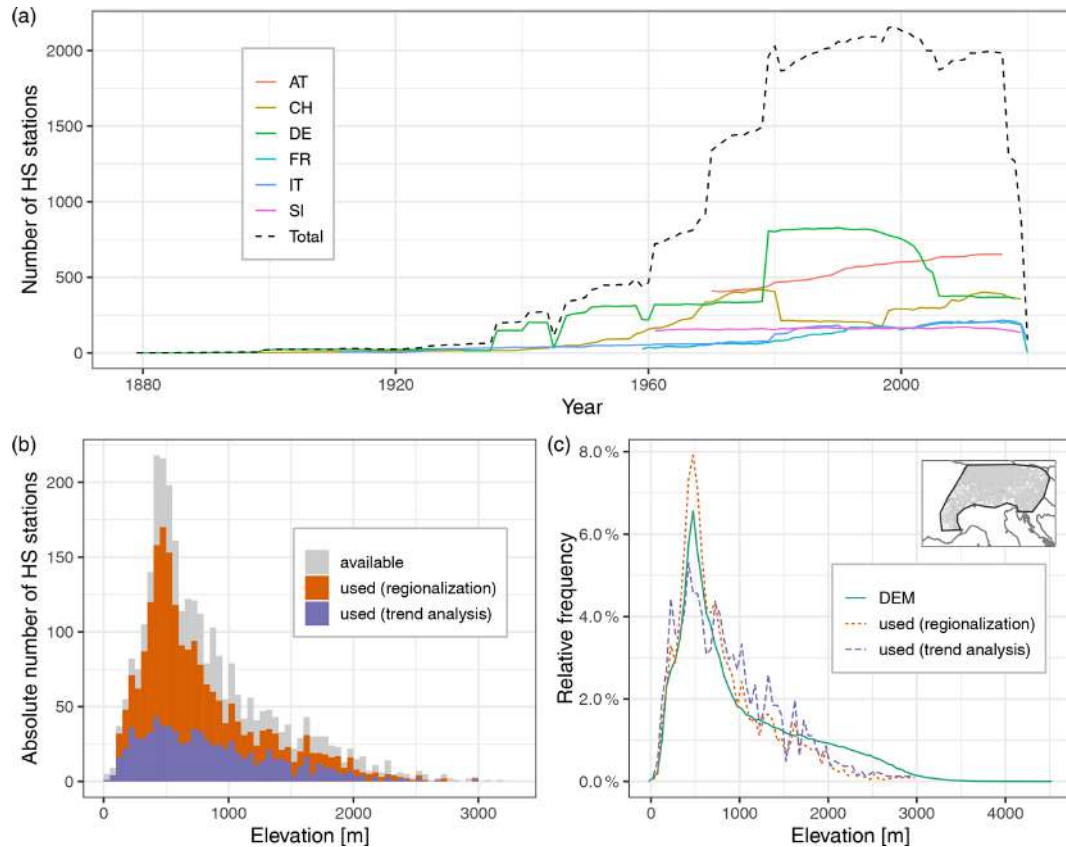 (a)
2000
1500
1000
500
0
Number of HS stations
AT
CH
DE
FR
IT
SI
Total
1880
1920
1960
2000
Year
(b)
200
150
100
50
0
Absolute number of HS stations
available
used (regionalization)
used (trend analysis)
0
1000
2000
3000
Elevation [m]
(c)
8.0 %
6.0 %
4.0 %
2.0 %
0.0 %
Relative frequency
DEM
used (regionalization)
used (trend analysis)
0
1000
2000
3000
4000
Elevation [m]